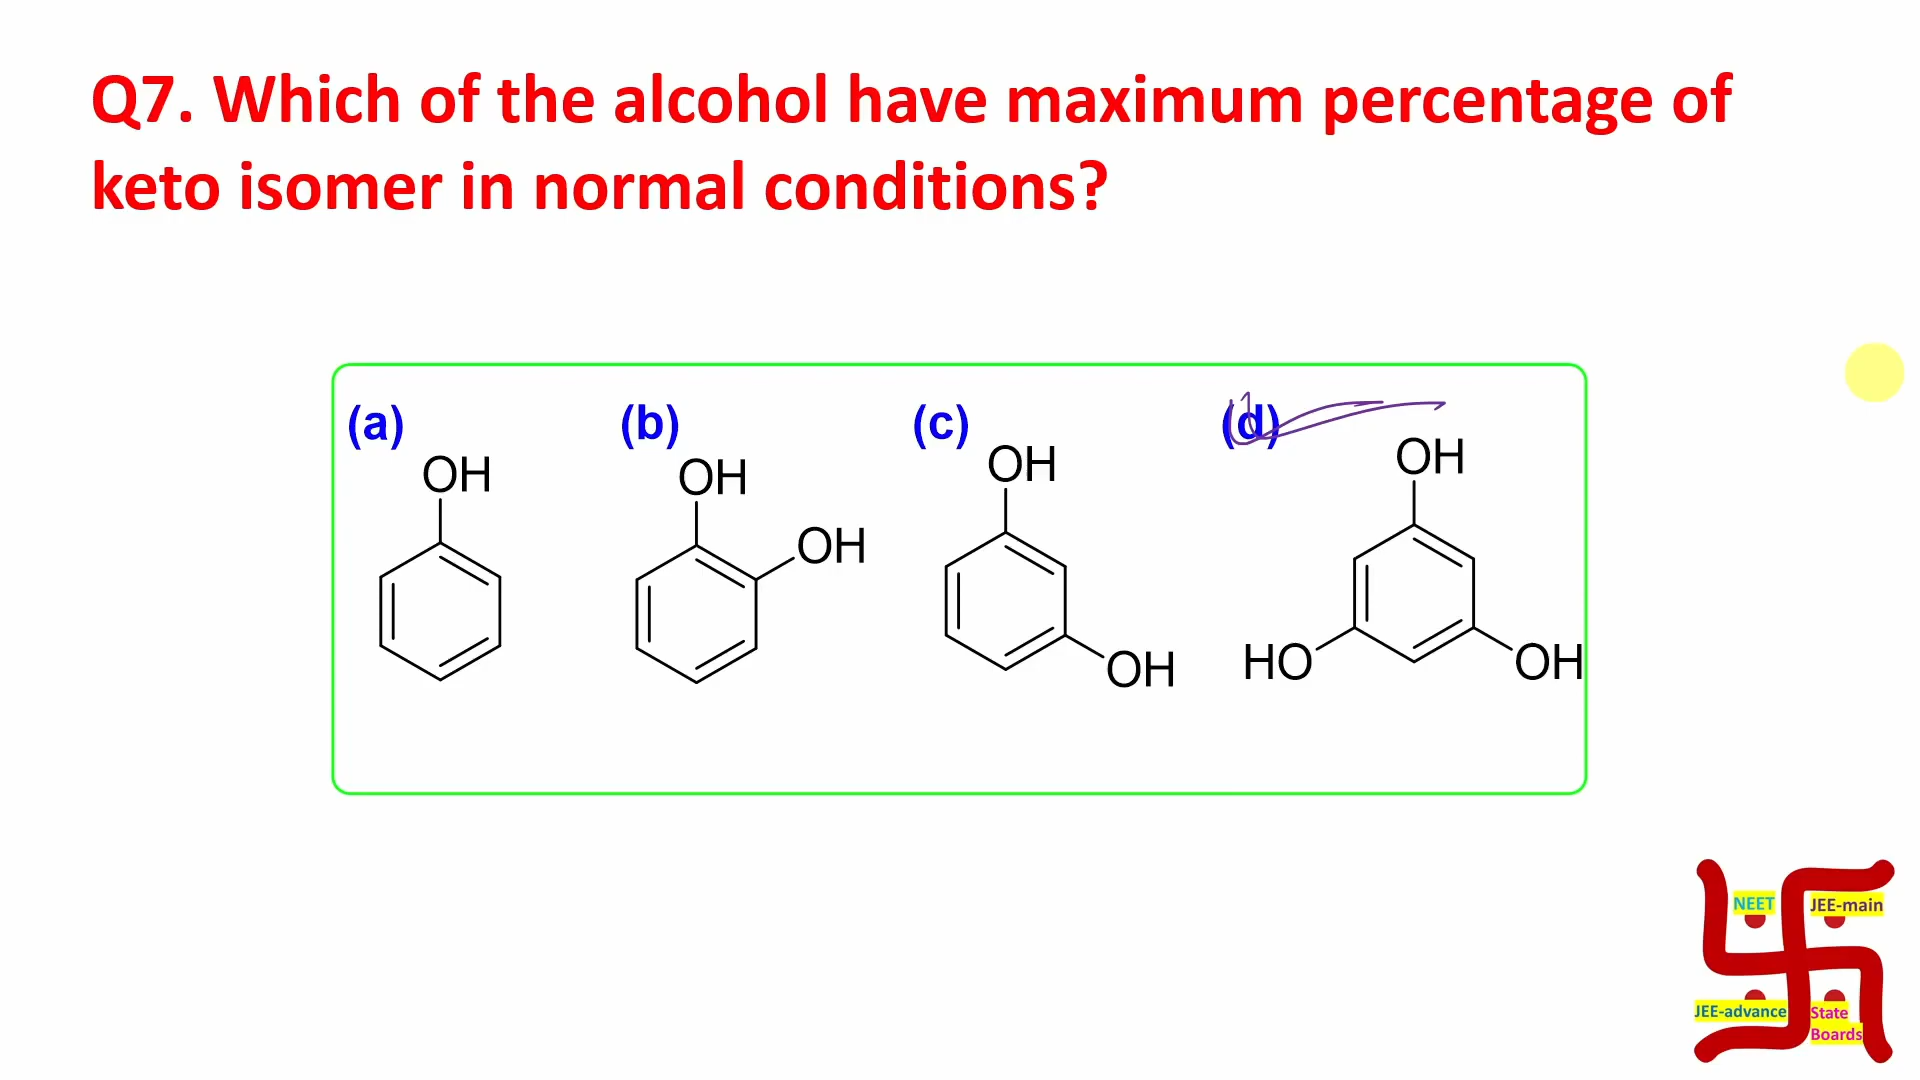 Q7. Which of the alcohol have maximum percentage of
keto isomer in normal conditions?
(a) (b) (c) (d)
OH OH OH OH
OH
OH HO OH
NEET JEE-main
JEE-advance State
Boards